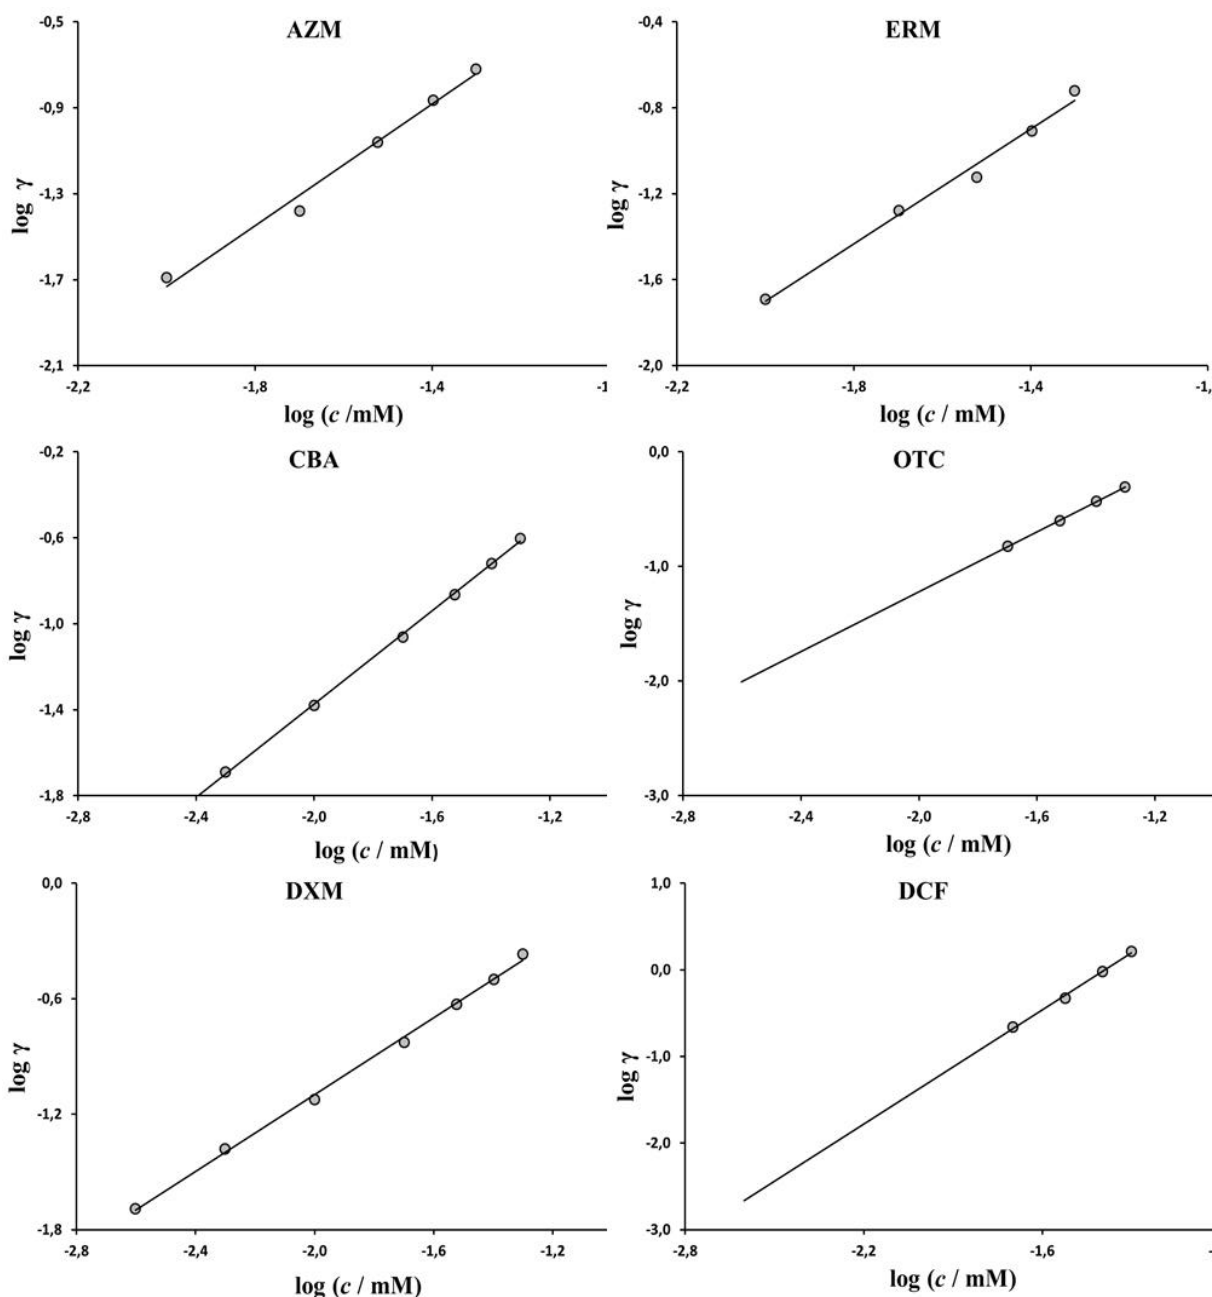 AZM
-0,5
-0,9
-1,3
-1,7
-2,1
log γ
-2,2 -1,8 -1,4 -1
log (c /mM)
ERM
-0,4
-0,8
-1,2
-1,6
-2,0
log γ
-2,2 -1,8 -1,4 -1,
log (c / mM)
CBA
-0,2
-0,6
-1,0
-1,4
-1,8
log γ
-2,8 -2,4 -2,0 -1,6 -1,2
log (c / mM)
OTC
0,0
-1,0
-2,0
-3,0
log γ
-2,8 -2,4 -2,0 -1,6 -1,2
log (c / mM)
DXM
0,0
-0,6
-1,2
-1,8
log γ
-2,8 -2,4 -2,0 -1,6 -1,2
log (c / mM)
DCF
1,0
0,0
-1,0
-2,0
-3,0
log γ
-2,8 -2,2 -1,6
log (c / mM)